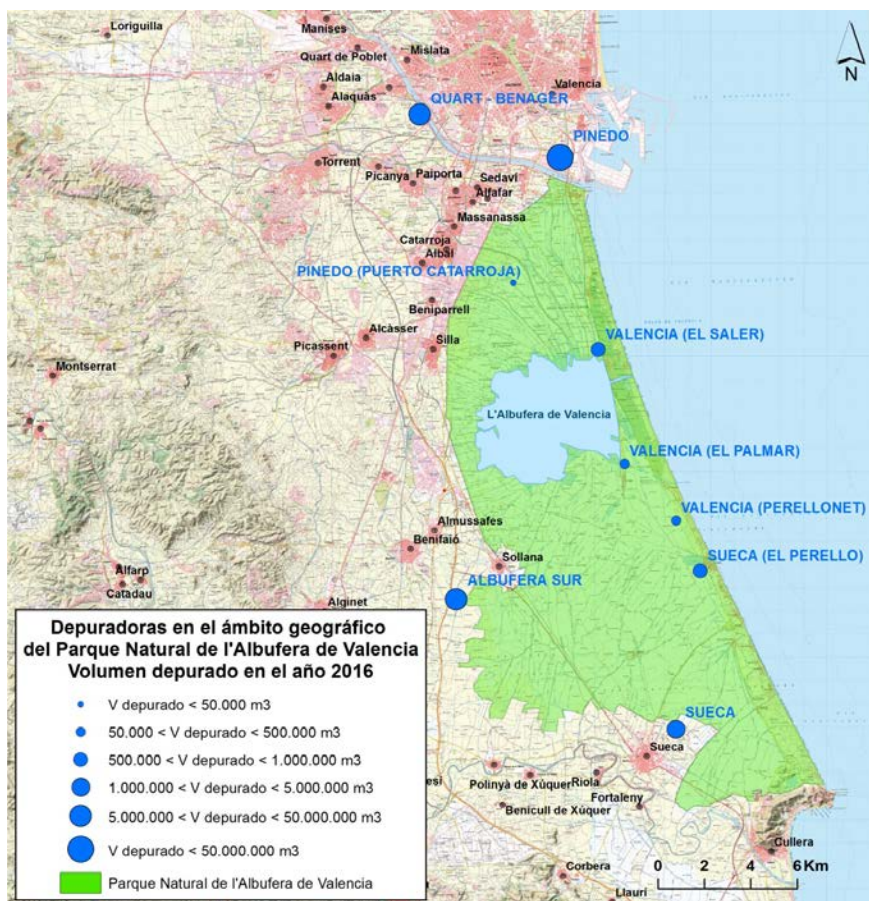 Loriguilla
Manises
Quart de Poblet
Mislata
Aldaia
Alaquàs
Valencia
N
QUART - BENAGER
PINEDO
Torrent
Picanya
Paiporta
Sedaví
Alfafar
Massanassa
Catarroja
Albal
PINEDO (PUERTO CATARROJA)
Beniparrell
Alcàsser
Picassent
Silla
VALENCIA (EL SALER)
Montserrat
L'Albufera de Valencia
VALENCIA (EL PALMAR)
VALENCIA (PERELLONET)
Almussafes
Benifaió
Sollana
SUECA (EL PERELLO)
Alfarp
Catadau
ALBUFERA SUR
Alginet
SUECA
Sueca
esi
Polinyà de Xúquer
Riola
Fortaleny
Benicull de Xúquer
Cullera
Corbera
Llaurí
0 2 4 6 Km
Depuradoras en el ámbito geográfico
del Parque Natural de l'Albufera de Valencia
Volumen depurado en el año 2016
V depurado < 50.000 m3
50.000 < V depurado < 500.000 m3
500.000 < V depurado < 1.000.000 m3
1.000.000 < V depurado < 5.000.000 m3
5.000.000 < V depurado < 50.000.000 m3
V depurado < 50.000.000 m3
Parque Natural de l'Albufera de Valencia